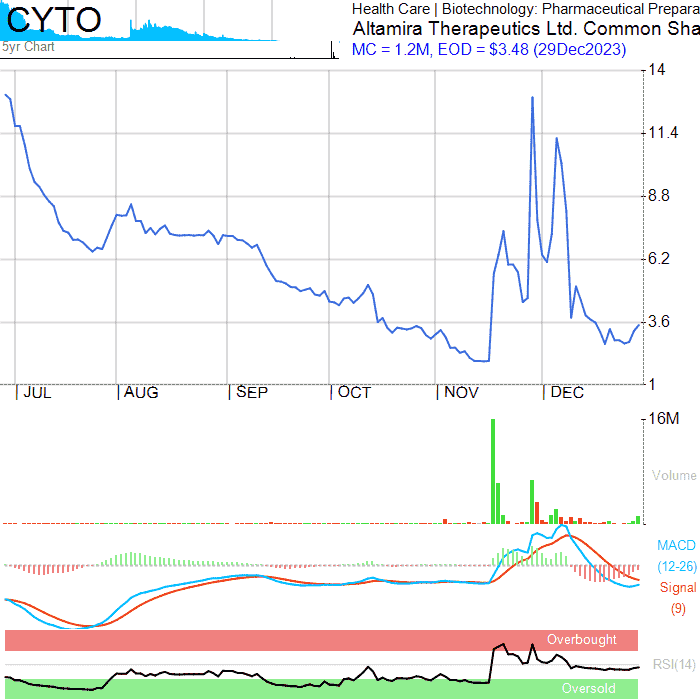 CYTO
5yr Chart
Health Care | Biotechnology: Pharmaceutical Prepara
Altamira Therapeutics Ltd. Common Sha
MC = 1.2M, EOD = $3.48 (29Dec2023)
14
11.4
8.8
6.2
3.6
1
JUL AUG SEP OCT NOV DEC
16M
Volume
MACD
(12-26)
Signal
(9)
Overbought
RSI(14)
Oversold